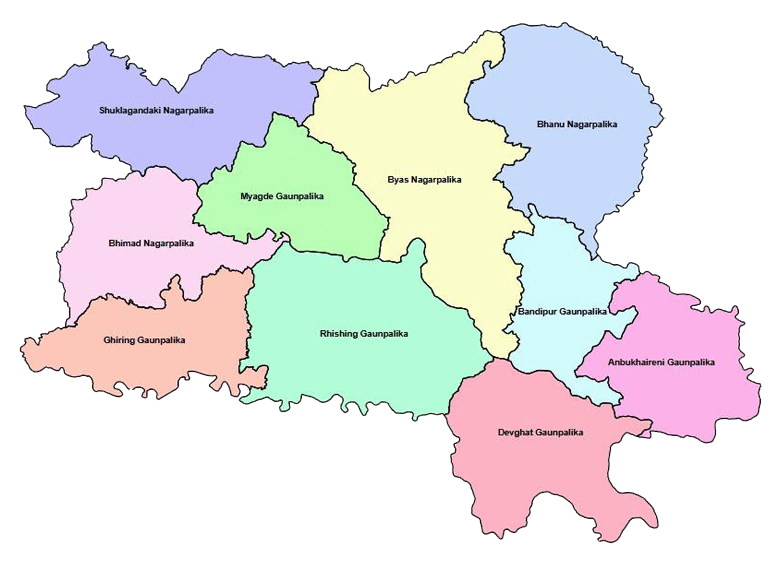 Shuklagandaki Nagarpalika
Bhanu Nagarpalika
Byas Nagarpalika
Myagde Gaunpalika
Bhimad Nagarpalika
Bandipur Gaunpalika
Rhishing Gaunpalika
Ghiring Gaunpalika
Anbukhaireni Gaunpalika
Devghat Gaunpalika